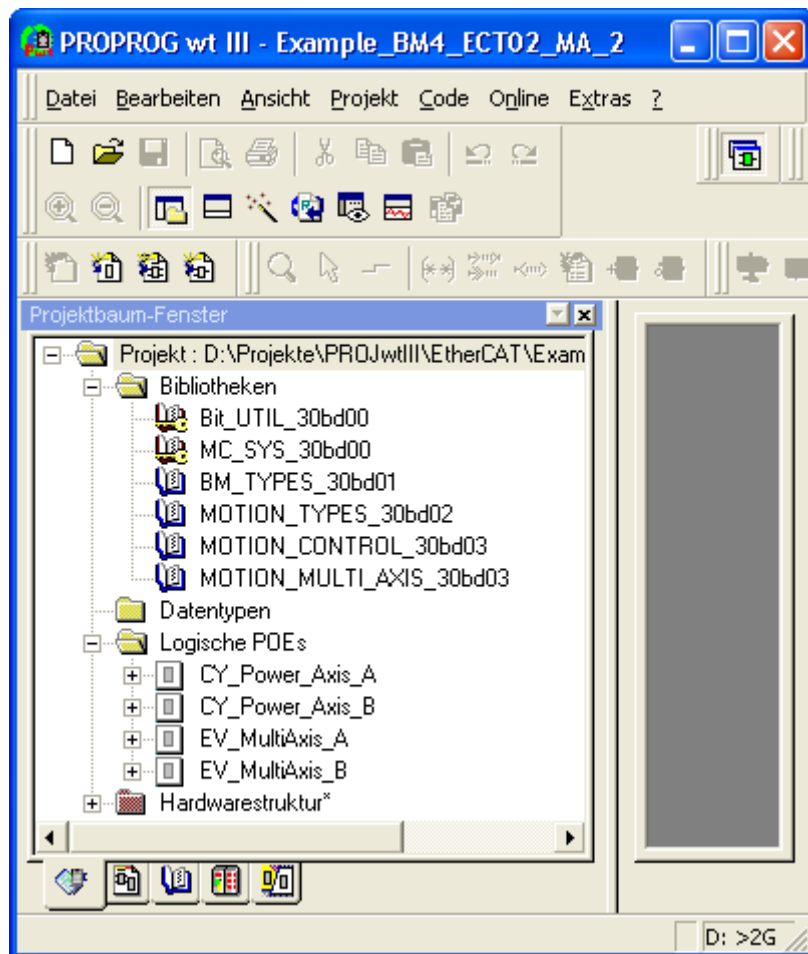 PROPROG wt III - Example_BM4_ECT02_MA_2
Datei Bearbeiten Ansicht Projekt Code Online Extras ?
Projektbaum-Fenster
Projekt : D:\Projekte\PROJwtIII\EtherCAT\Exam
Bibliotheken
Bit_UTIL_30bd00
MC_SYS_30bd00
BM_TYPES_30bd01
MOTION_TYPES_30bd02
MOTION_CONTROL_30bd03
MOTION_MULTI_AXIS_30bd03
Datentypen
Logische POEs
CY_Power_Axis_A
CY_Power_Axis_B
EV_MultiAxis_A
EV_MultiAxis_B
Hardwarestruktur*
D: >2G